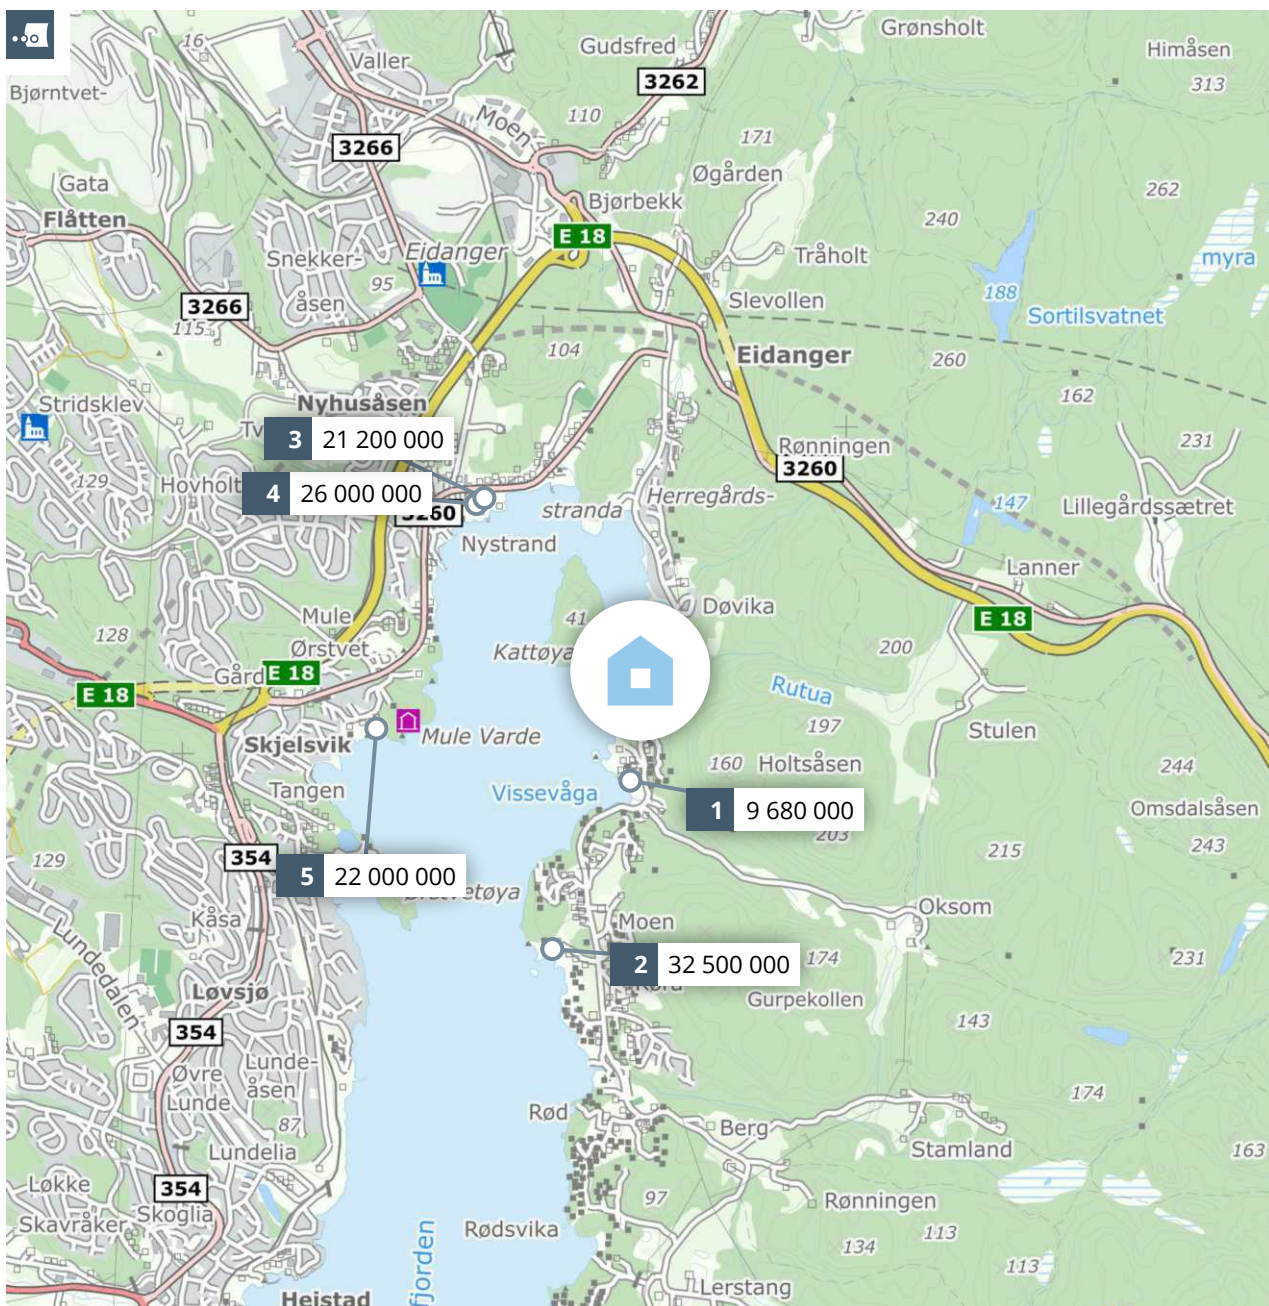 Grønsholt
16
Gudsfred
Himåsen
Valler
3262
313
Bjørntvet-
110
Moen
171
3266
Øgården
Gata
262
Bjørbekk
Flåtten
240
E 18
Eidanger
Snekker-
Tråholt
myra
95
188
Slevollen
3266
åsen
Sortilsvatnet
115
104
Eidanger
260
162
Nyhusåsen
Stridsklev
3 21 200 000
231
Rønningen
3260
129
Hovholt
4 26 000 000
Herregårds-
147
stranda
Lillegårdssætret
3260
Nystrand
Lanner
Døvika
Mule
41
E 18
128
Ørstvet
200
Kattøya
Gård
E 18
Rutua
E 18
197
Stulen
Mule Varde
Skjelsvik
160
Holtsåsen
244
Tangen
Vissevåga
1 9 680 000
Omsdalsåsen
203
243
129
354
215
5 22 000 000
Ørstvetøya
Oksom
Kåsa
Moen
Lundedalen
174
231
2 32 500 000
Løvsjø
Gurpekollen
143
354
Lunde-
Øvre
åsen
Lunde
174
Rød
87
Berg
Lundelia
Stamland
163
Løkke
354
97
Skoglia
Rønningen
Skavråker
Rødsvika
113
134
fjorden
113
Lerstang
Heistad